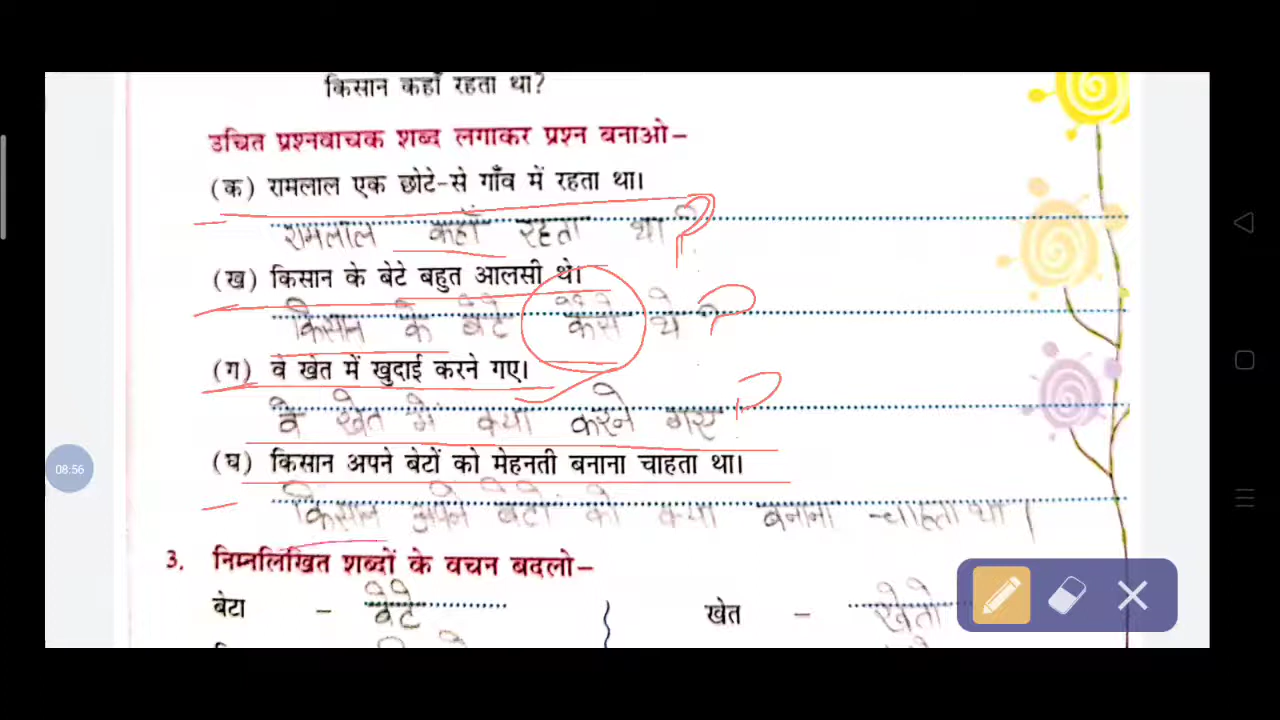 किसान कहाँ रहता था?
उचित प्रश्नवाचक शब्द लगाकर प्रश्न बनाओ–
(क) रामलाल एक छोटे-से गाँव में रहता था।
रामलाल कहाँ रहता था?
(ख) किसान के बेटे बहुत आलसी थे।
किसान के बेटे कैसे थे?
(ग) वे खेत में खुदाई करने गए।
वे खेत में क्या करने गए?
(घ) किसान अपने बेटों को मेहनती बनाना चाहता था।
किसान अपने बेटों को क्या बनाना चाहता था।
3. निम्नलिखित शब्दों के वचन बदलो–
बेटा – बेटे खेत – खेतो
08:56